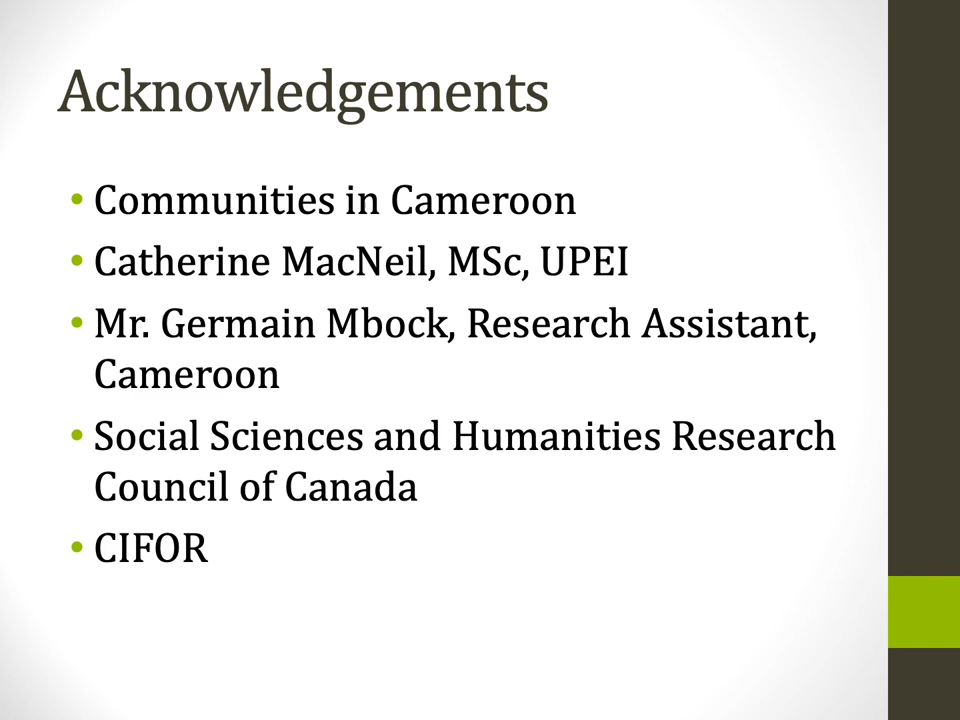 Acknowledgements
• Communities in Cameroon
• Catherine MacNeil, MSc, UPEI
• Mr. Germain Mbock, Research Assistant,
Cameroon
• Social Sciences and Humanities Research
Council of Canada
• CIFOR